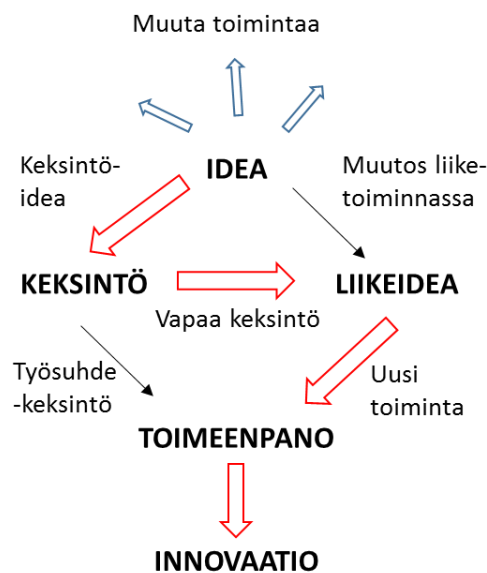 Muuta toimintaa
IDEA
Keksintö-
idea
Muutos liike-
toiminnassa
KEKSINTÖ
LIIKEIDEA
Vapaa keksintö
Työsuhde
-keksintö
Uusi
toiminta
TOIMEENPANO
INNOVAATIO